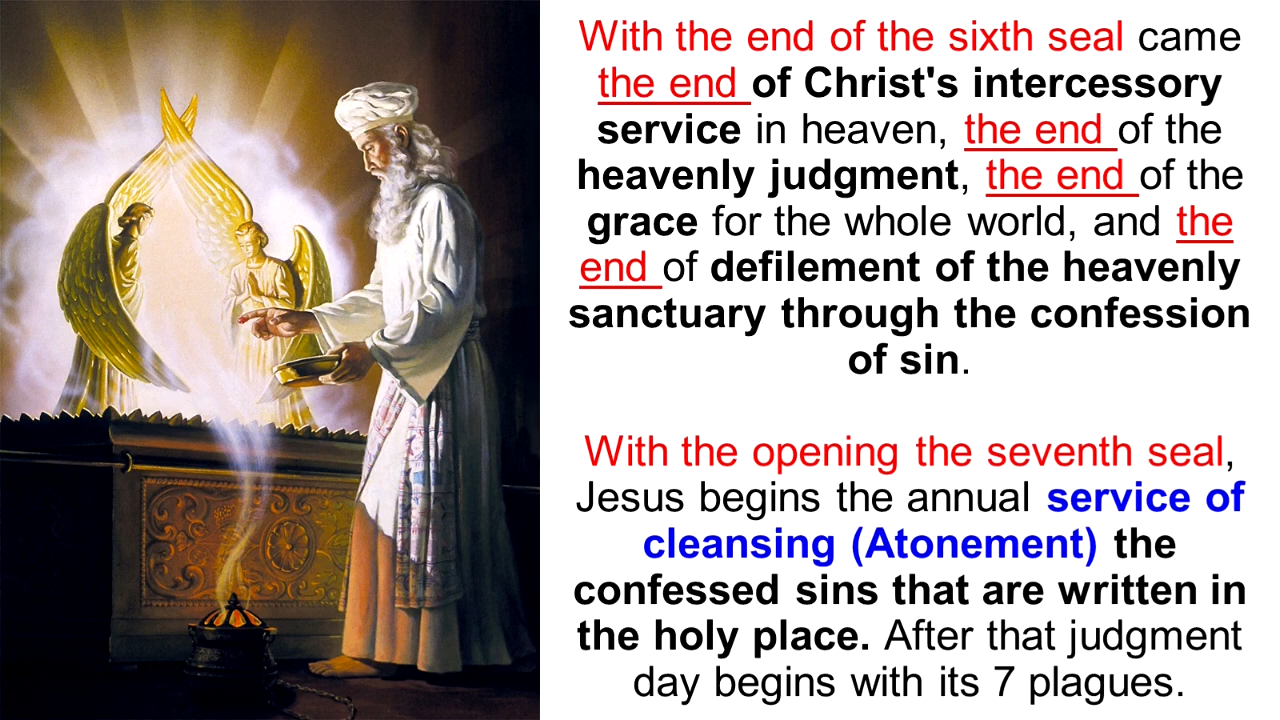 With the end of the sixth seal came
the end of Christ's intercessory
service in heaven, the end of the
heavenly judgment, the end of the
grace for the whole world, and the
end of defilement of the heavenly
sanctuary through the confession
of sin.
With the opening the seventh seal,
Jesus begins the annual service of
cleansing (Atonement) the
confessed sins that are written in
the holy place. After that judgment
day begins with its 7 plagues.